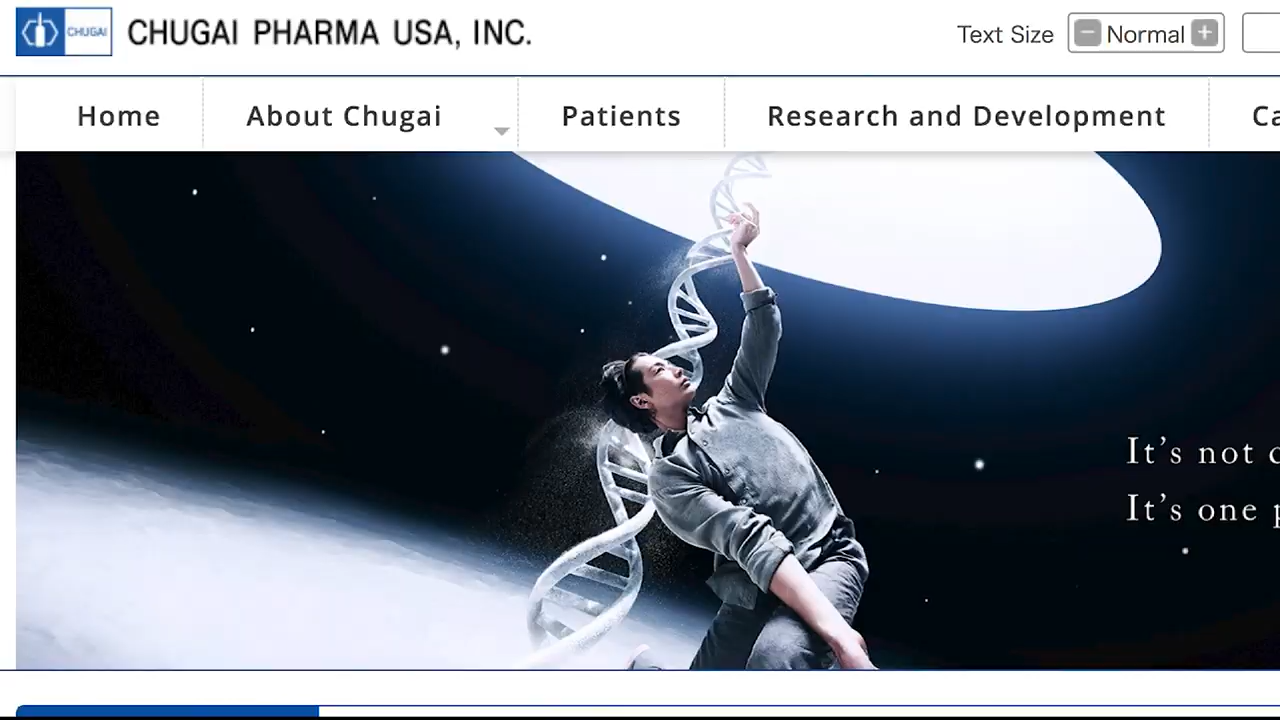 CHUGAI
CHUGAI PHARMA USA, INC.
Text Size
Normal
Home
About Chugai
Patients
Research and Development
It's not
It's one